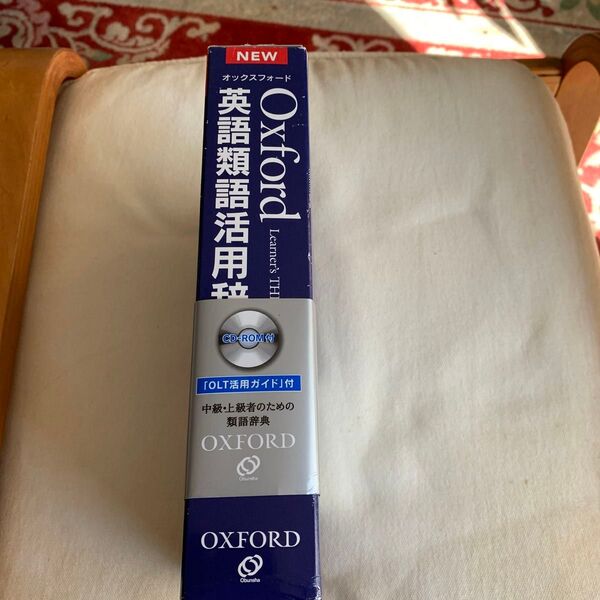 NEW
オックスフォード
Oxford
Learner's TH
英語類語活用辞
CD-ROM付
「OLT活用ガイド」付
中級・上級者のための
類語辞典
OXFORD
Obunsha
OXFORD
Obunsha